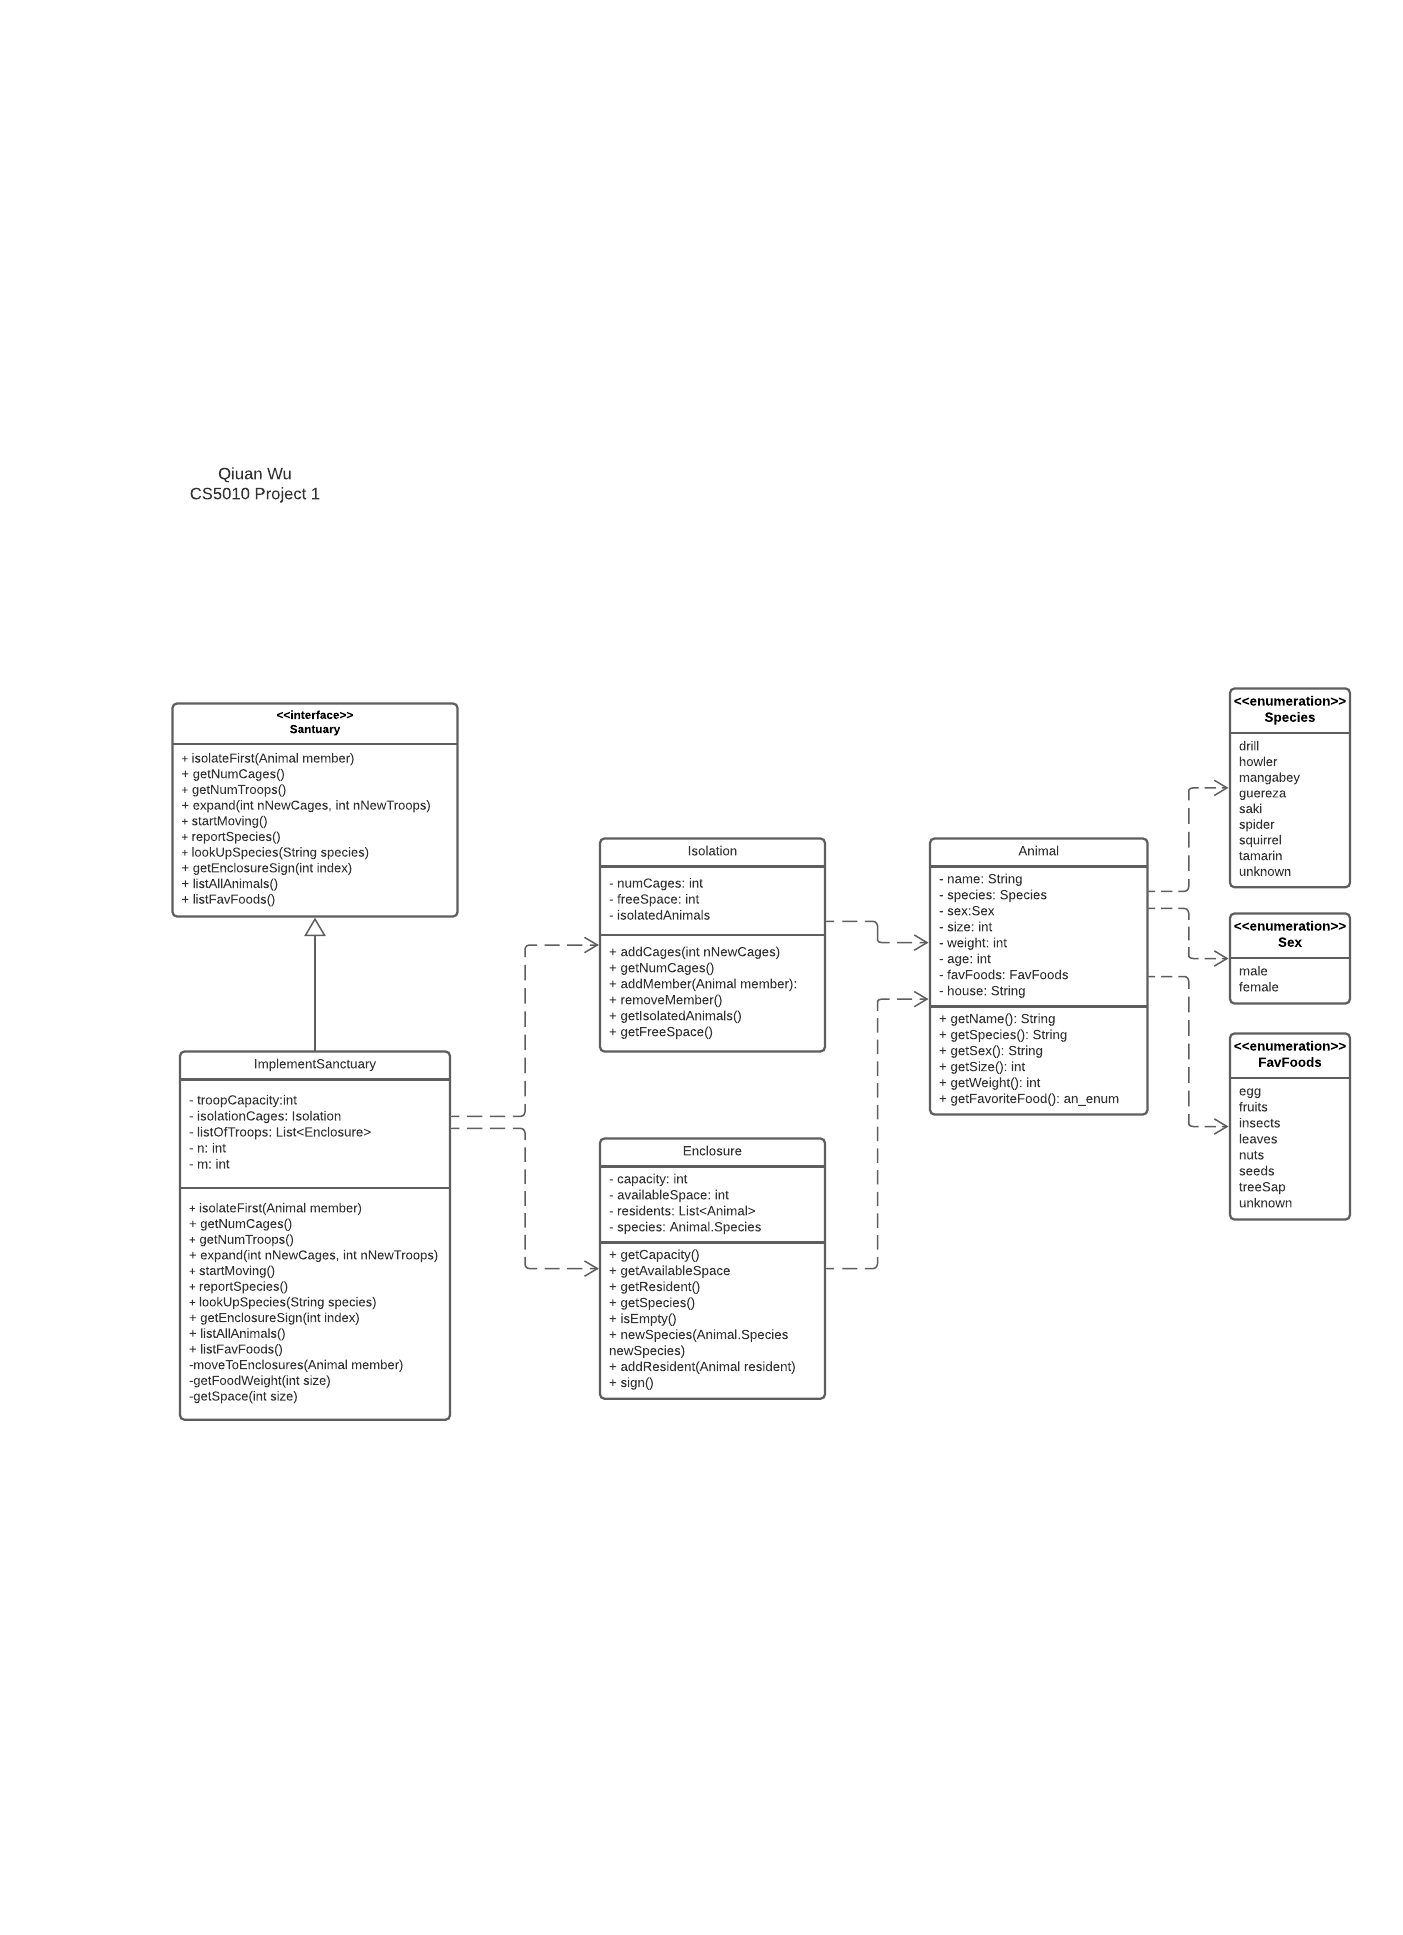 Qiuan Wu
CS5010 Project 1
<<interface>>
Santuary
+ isolateFirst(Animal member)
+ getNumCages()
+ getNumTroops()
+ expand(int nNewCages, int nNewTroops)
+ startMoving()
+ reportSpecies()
+ lookUpSpecies(String species)
+ getEnclosureSign(int index)
+ listAllAnimals()
+ listFavFoods()
ImplementSanctuary
- troopCapacity:int
- isolationCages: Isolation
- listOfTroops: List<Enclosure>
- n: int
- m: int
+ isolateFirst(Animal member)
+ getNumCages()
+ getNumTroops()
+ expand(int nNewCages, int nNewTroops)
+ startMoving()
+ reportSpecies()
+ lookUpSpecies(String species)
+ getEnclosureSign(int index)
+ listAllAnimals()
+ listFavFoods()
-moveToEnclosures(Animal member)
-getFoodWeight(int size)
-getSpace(int size)
Isolation
- numCages: int
- freeSpace: int
- isolatedAnimals
+ addCages(int nNewCages)
+ getNumCages()
+ addMember(Animal member):
+ removeMember()
+ getIsolatedAnimals()
+ getFreeSpace()
Enclosure
- capacity: int
- availableSpace: int
- residents: List<Animal>
- species: Animal.Species
+ getCapacity()
+ getAvailableSpace
+ getResident()
+ getSpecies()
+ isEmpty()
+ newSpecies(Animal.Species
newSpecies)
+ addResident(Animal resident)
+ sign()
Animal
- name: String
- species: Species
- sex:Sex
- size: int
- weight: int
- age: int
- favFoods: FavFoods
- house: String
+ getName(): String
+ getSpecies(): String
+ getSex(): String
+ getSize(): int
+ getWeight(): int
+ getFavoriteFood(): an_enum
<<enumeration>>
Species
drill
howler
mangabey
guereza
saki
spider
squirrel
tamarin
unknown
<<enumeration>>
Sex
male
female
<<enumeration>>
FavFoods
egg
fruits
insects
leaves
nuts
seeds
treeSap
unknown